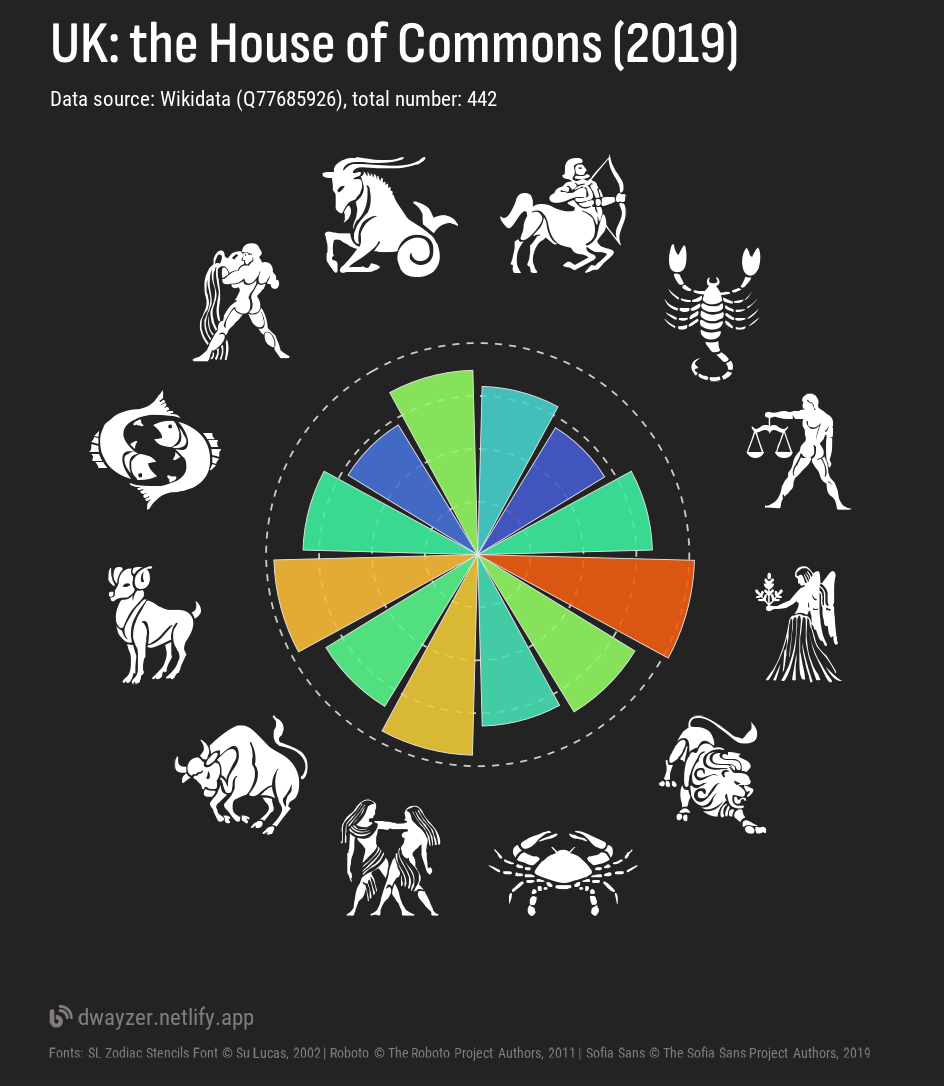 UK: the House of Commons (2019)
Data source: Wikidata (Q77685926), total number: 442
dwayzer.netlify.app
Fonts: SL Zodiac Stencils Font © Su Lucas, 2002 | Roboto © The Roboto Project Authors, 2011 | Sofia Sans © The Sofia Sans Project Authors, 2019